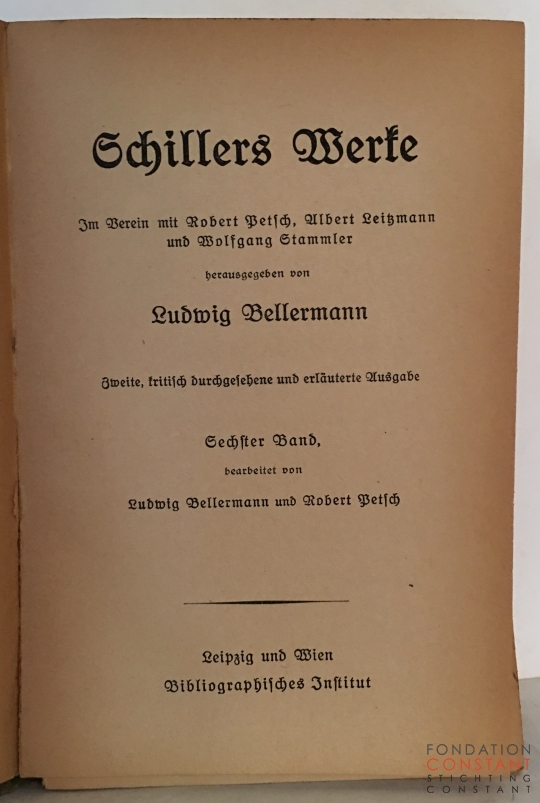 Schillers Werke
Im Verein mit Robert Petsch, Albert Leitzmann
und Wolfgang Stammler
herausgegeben von
Ludwig Bellermann
Zweite, kritisch durchgesehene und erläuterte Ausgabe
Sechster Band,
bearbeitet von
Ludwig Bellermann und Robert Petsch
Leipzig und Wien
Bibliographisches Institut
FONDATION
CONSTANT
STICHTING
CONSTANT